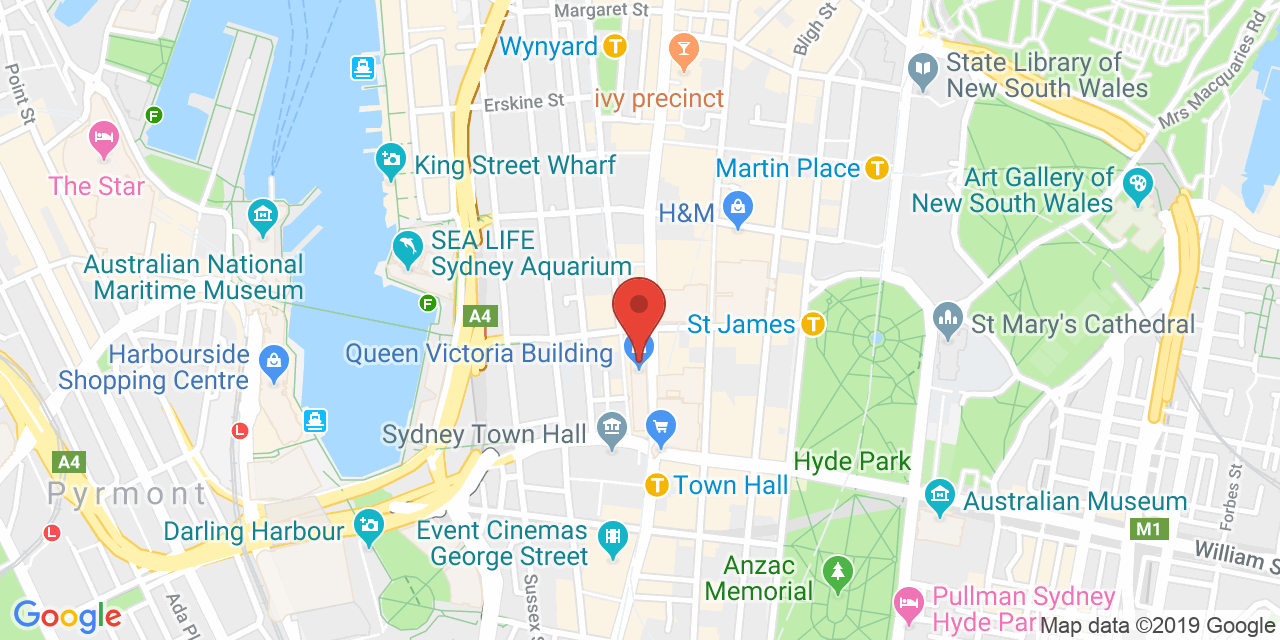 Margaret St
Wynyard
T
Bligh St
State Library of
New South Wales
Mrs Macquaries Rd
Point St
Erskine St
ivy precinct
F
King Street Wharf
The Star
Martin Place
T
Art Gallery of
New South Wales
H&M
SEA LIFE
Sydney Aquarium
Australian National
Maritime Museum
F
A4
St James
T
St Mary's Cathedral
Queen Victoria Building
Harbourside
Shopping Centre
L
Sydney Town Hall
A4
Hyde Park
Pyrmont
T
Town Hall
Forbes St
Australian Museum
L
Darling Harbour
Event Cinemas
George Street
M1
William S
Anzac
Memorial
Sussex S
Ada Pl
Pullman Sydney
Hyde Par
Google
Map data ©2019 Google